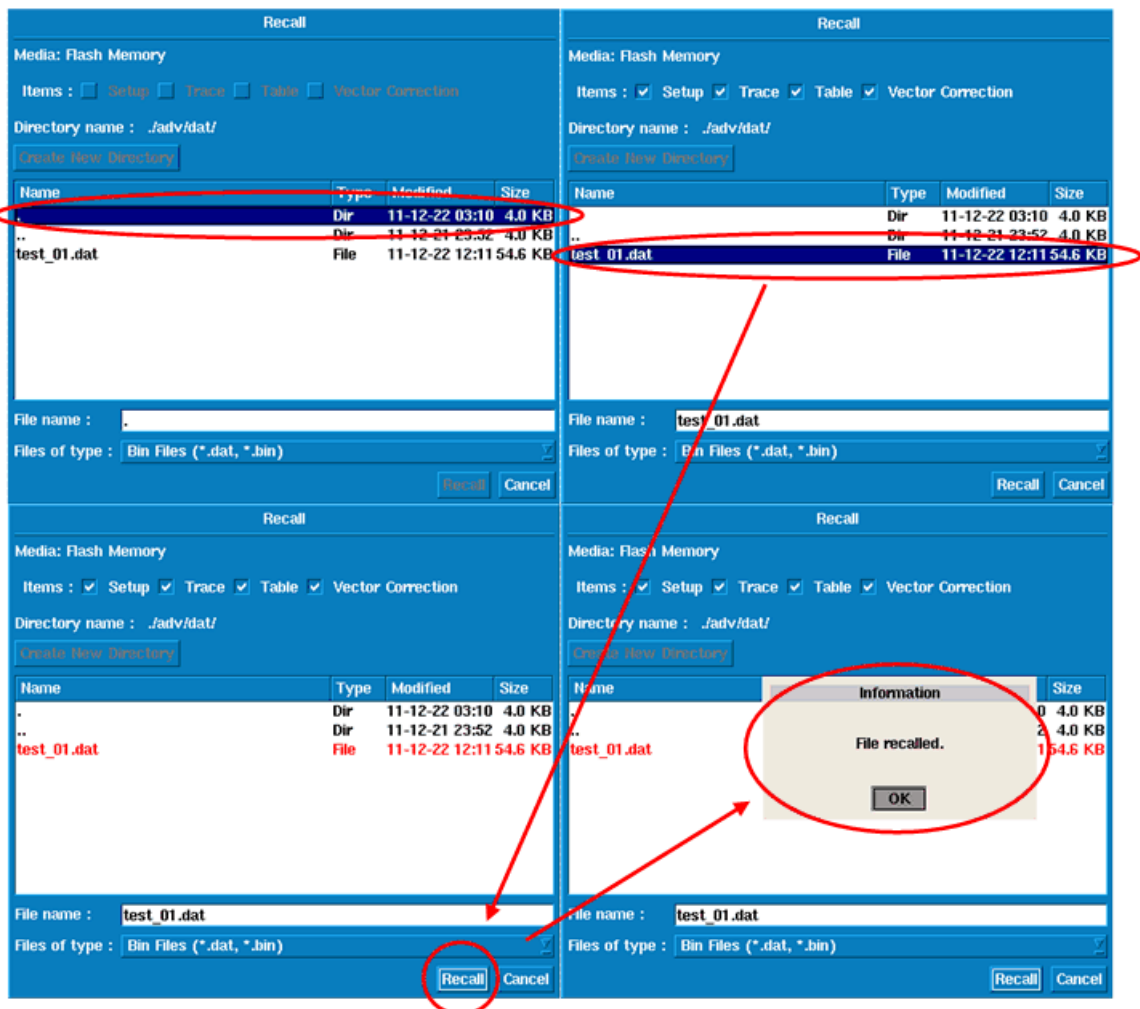 Recall
Media: Flash Memory
Items : Setup Trace Table Vector Correction
Directory name : ./adv/dat/
Create New Directory
Name Type Modified Size
. Dir 11-12-22 03:10 4.0 KB
.. Dir 11-12-21 23:52 4.0 KB
test_01.dat File 11-12-22 12:11 54.6 KB
File name : .
Files of type : Bin Files (*.dat, *.bin)
Recall Cancel
Recall
Media: Flash Memory
Items : Setup Trace Table Vector Correction
Directory name : ./adv/dat/
Create New Directory
Name Type Modified Size
. Dir 11-12-22 03:10 4.0 KB
.. Dir 11-12-21 23:52 4.0 KB
test_01.dat File 11-12-22 12:11 54.6 KB
File name : test_01.dat
Files of type : Bin Files (*.dat, *.bin)
Recall Cancel
Recall
Media: Flash Memory
Items : Setup Trace Table Vector Correction
Directory name : ./adv/dat/
Create New Directory
Name Type Modified Size
. Dir 11-12-22 03:10 4.0 KB
.. Dir 11-12-21 23:52 4.0 KB
test_01.dat File 11-12-22 12:11 54.6 KB
File name : test_01.dat
Files of type : Bin Files (*.dat, *.bin)
Recall Cancel
Recall
Media: Flash Memory
Items : Setup Trace Table Vector Correction
Directory name : ./adv/dat/
Create New Directory
Name Size
. 0 4.0 KB
.. 2 4.0 KB
test_01.dat 1 54.6 KB
Information
File recalled.
OK
File name : test_01.dat
Files of type : Bin Files (*.dat, *.bin)
Recall Cancel